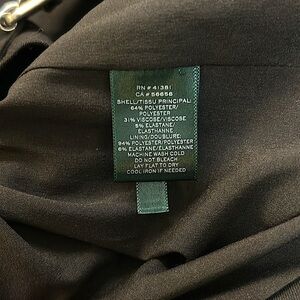 RN # 41381
CA # 56656
SHELL/TISSU PRINCIPAL:
64% POLYESTER/
POLYESTER
31% VISCOSE/VISCOSE
5% ELASTANE/
ELASTHANNE
LINING/DOUBLURE:
94% POLYESTER/POLYESTER
6% ELASTANE/ELASTHANNE
MACHINE WASH COLD
DO NOT BLEACH
LAY FLAT TO DRY
COOL IRON IF NEEDED